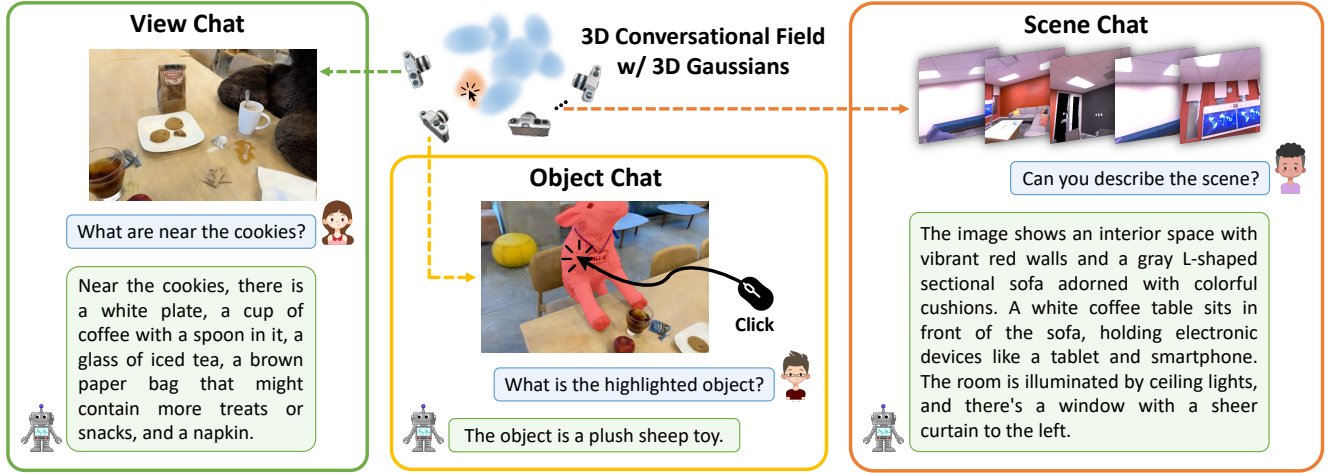 View Chat
What are near the cookies?
Near the cookies, there is
a white plate, a cup of
coffee with a spoon in it, a
glass of iced tea, a brown
paper bag that might
contain more treats or
snacks, and a napkin.
3D Conversational Field
w/ 3D Gaussians
Object Chat
Click
What is the highlighted object?
The object is a plush sheep toy.
Scene Chat
Can you describe the scene?
The image shows an interior space with
vibrant red walls and a gray L-shaped
sectional sofa adorned with colorful
cushions. A white coffee table sits in
front of the sofa, holding electronic
devices like a tablet and smartphone.
The room is illuminated by ceiling lights,
and there's a window with a sheer
curtain to the left.